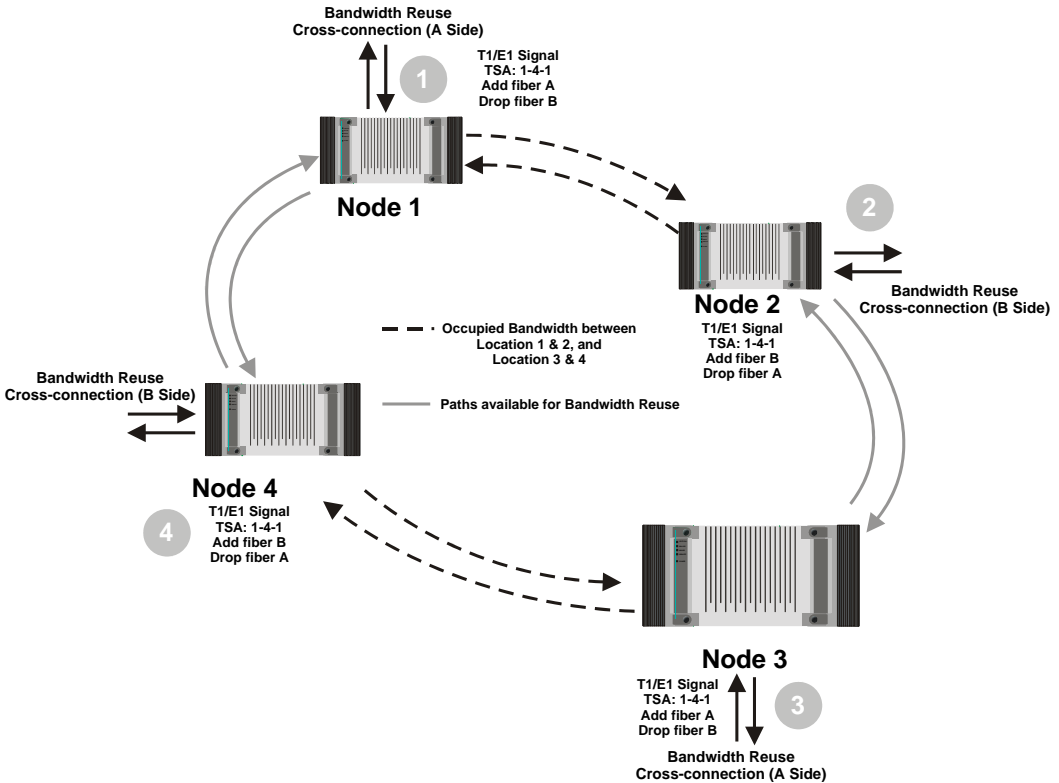 Bandwidth Reuse
Cross-connection (A Side)
1
T1/E1 Signal
TSA: 1-4-1
Add fiber A
Drop fiber B
Node 1
2
Bandwidth Reuse
Cross-connection (B Side)
Node 2
T1/E1 Signal
TSA: 1-4-1
Add fiber B
Drop fiber A
Occupied Bandwidth between
Location 1 & 2, and
Location 3 & 4
Paths available for Bandwidth Reuse
Bandwidth Reuse
Cross-connection (B Side)
Node 4
4
T1/E1 Signal
TSA: 1-4-1
Add fiber B
Drop fiber A
Node 3
T1/E1 Signal
TSA: 1-4-1
Add fiber A
Drop fiber B
3
Bandwidth Reuse
Cross-connection (A Side)